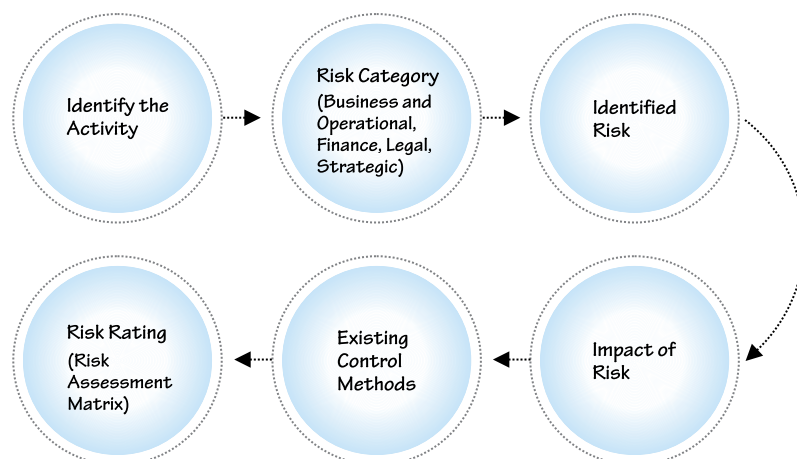 Identify the
Activity
Risk Category
(Business and
Operational,
Finance, Legal,
Strategic)
Identified
Risk
Impact of
Risk
Existing
Control
Methods
Risk Rating
(Risk
Assessment
Matrix)